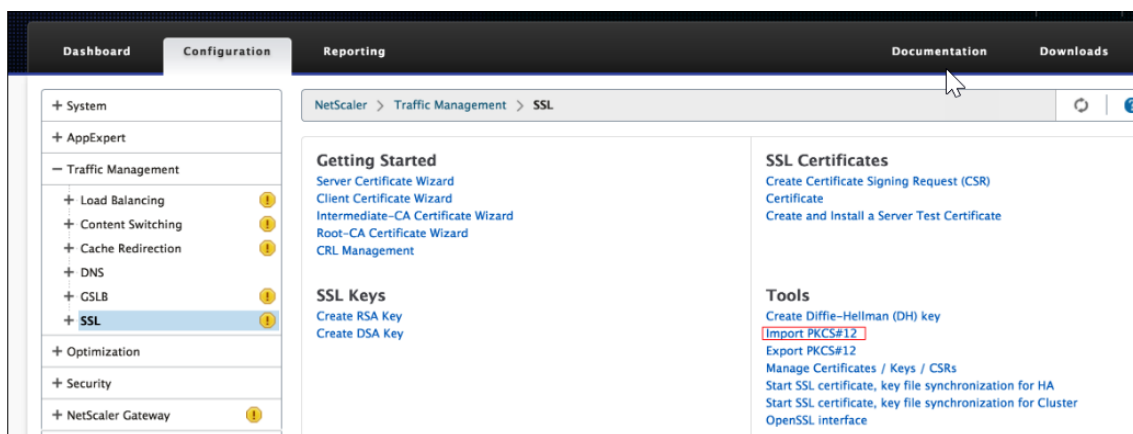 Dashboard
Configuration
Reporting
Documentation
Downloads
+ System
+ AppExpert
− Traffic Management
+ Load Balancing
+ Content Switching
+ Cache Redirection
+ DNS
+ GSLB
+ SSL
+ Optimization
+ Security
+ NetScaler Gateway
NetScaler > Traffic Management > SSL
Getting Started
Server Certificate Wizard
Client Certificate Wizard
Intermediate-CA Certificate Wizard
Root-CA Certificate Wizard
CRL Management
SSL Certificates
Create Certificate Signing Request (CSR)
Certificate
Create and Install a Server Test Certificate
SSL Keys
Create RSA Key
Create DSA Key
Tools
Create Diffie-Hellman (DH) key
Import PKCS#12
Export PKCS#12
Manage Certificates / Keys / CSRs
Start SSL certificate, key file synchronization for HA
Start SSL certificate, key file synchronization for Cluster
OpenSSL interface